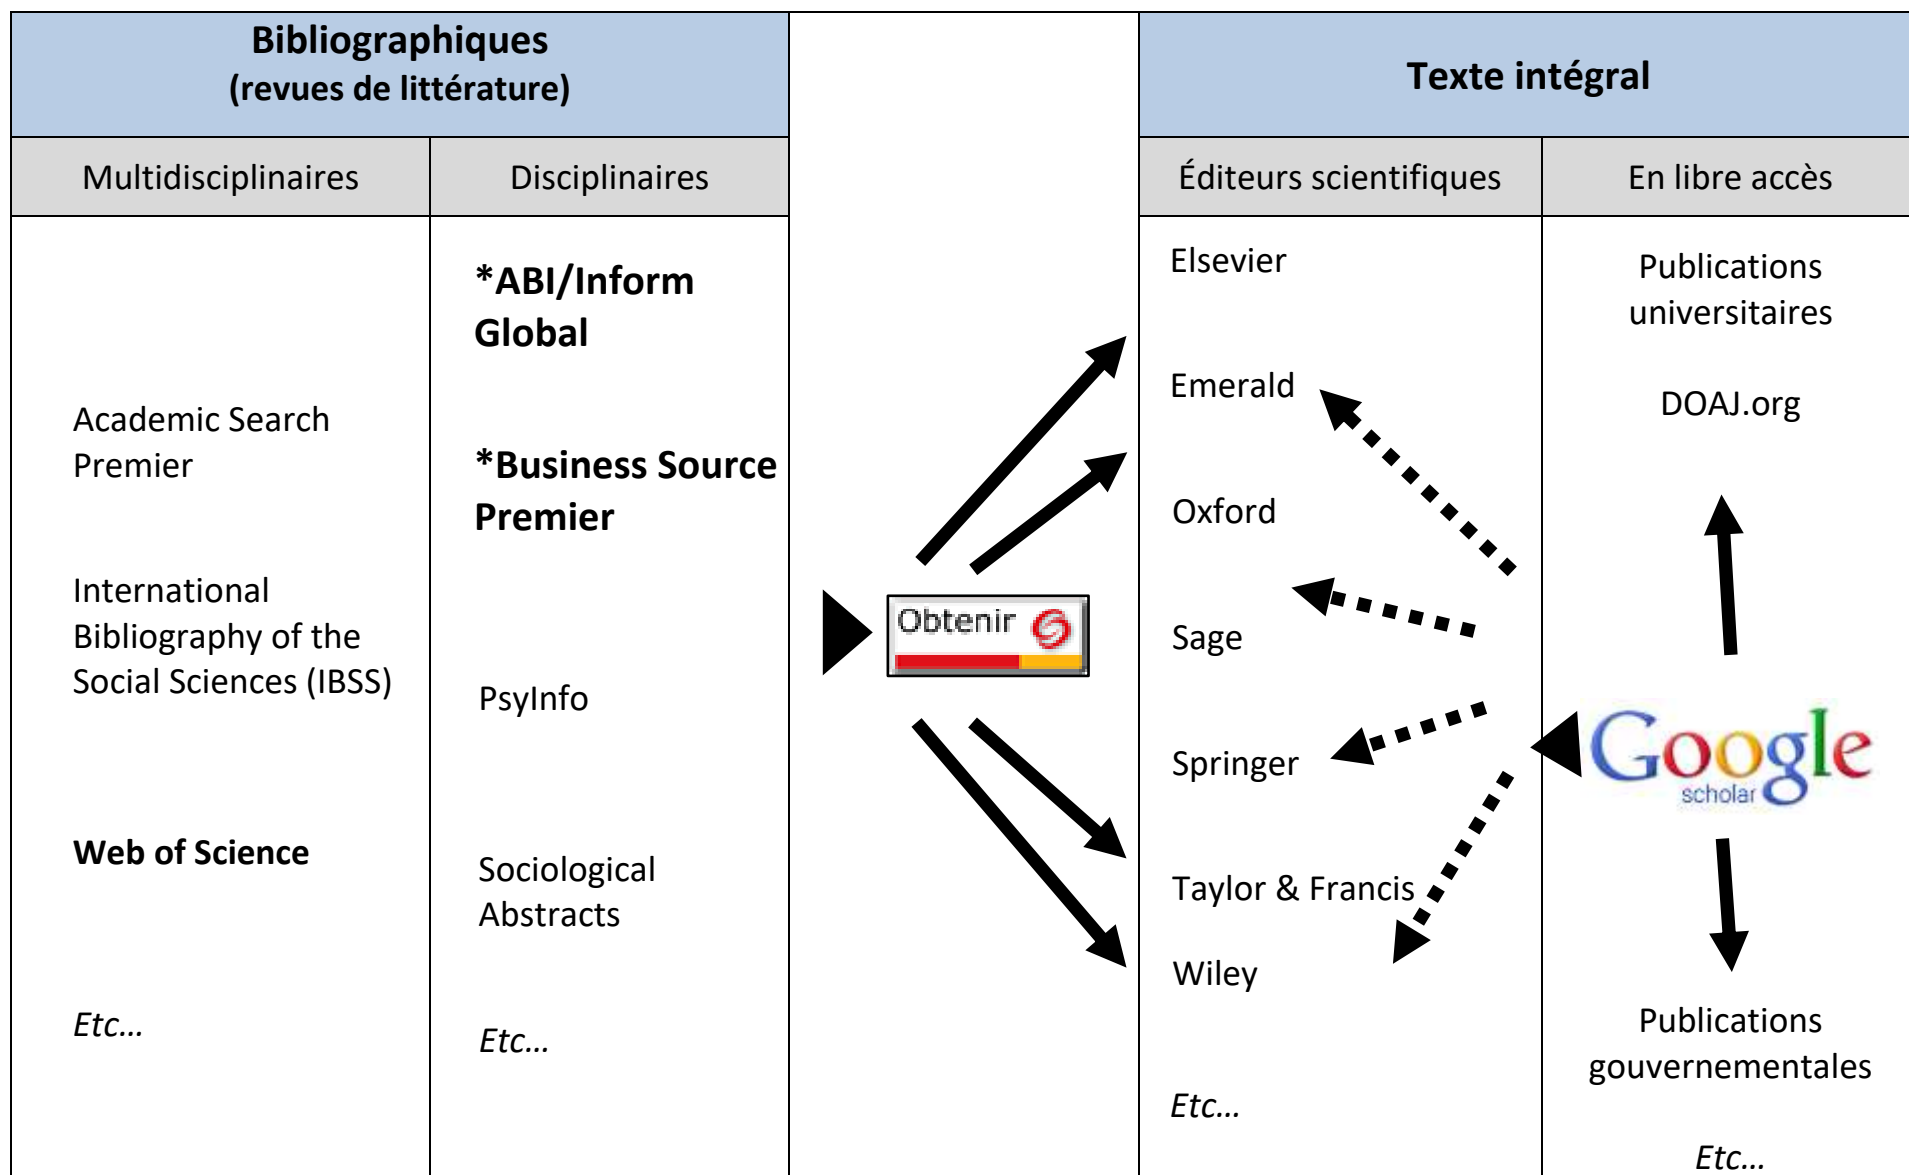 Bibliographiques
(revues de littérature)
Texte intégral
Multidisciplinaires
Disciplinaires
Éditeurs scientifiques
En libre accès
Academic Search
Premier
International
Bibliography of the
Social Sciences (IBSS)
Web of Science
Etc…
*ABI/Inform
Global
*Business Source
Premier
PsyInfo
Sociological
Abstracts
Etc…
Obtenir
Elsevier
Emerald
Oxford
Sage
Springer
Taylor & Francis
Wiley
Etc…
Publications
universitaires
DOAJ.org
Google
scholar
Publications
gouvernementales
Etc…